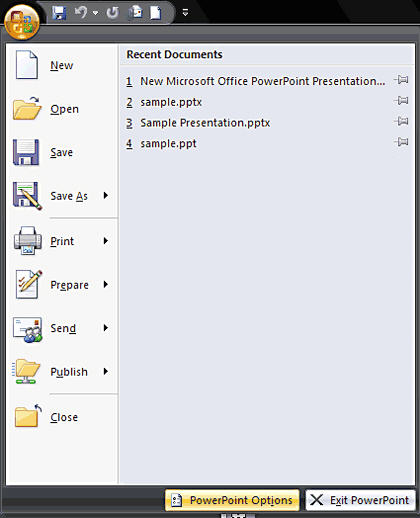 Recent Documents
New
1 New Microsoft Office PowerPoint Presentation...
2 sample.pptx
Open
3 Sample Presentation.pptx
4 sample.ppt
Save
Save As
Print
Prepare
Send
Publish
Close
PowerPoint Options
Exit PowerPoint